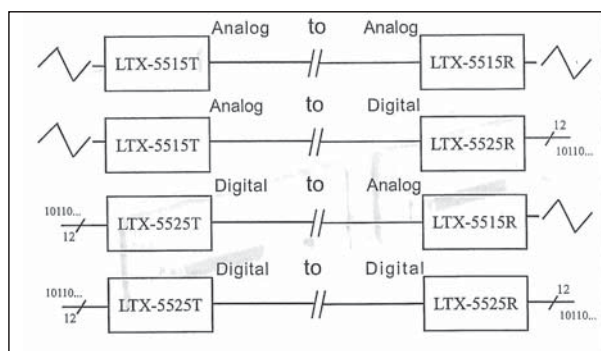 Analog to Analog
LTX-5515T LTX-5515R
Analog to Digital
LTX-5515T LTX-5525R 12
10110...
Digital to Analog
10110...
12 LTX-5525T LTX-5515R
Digital to Digital
10110... 12
12 LTX-5525T LTX-5525R 10110...